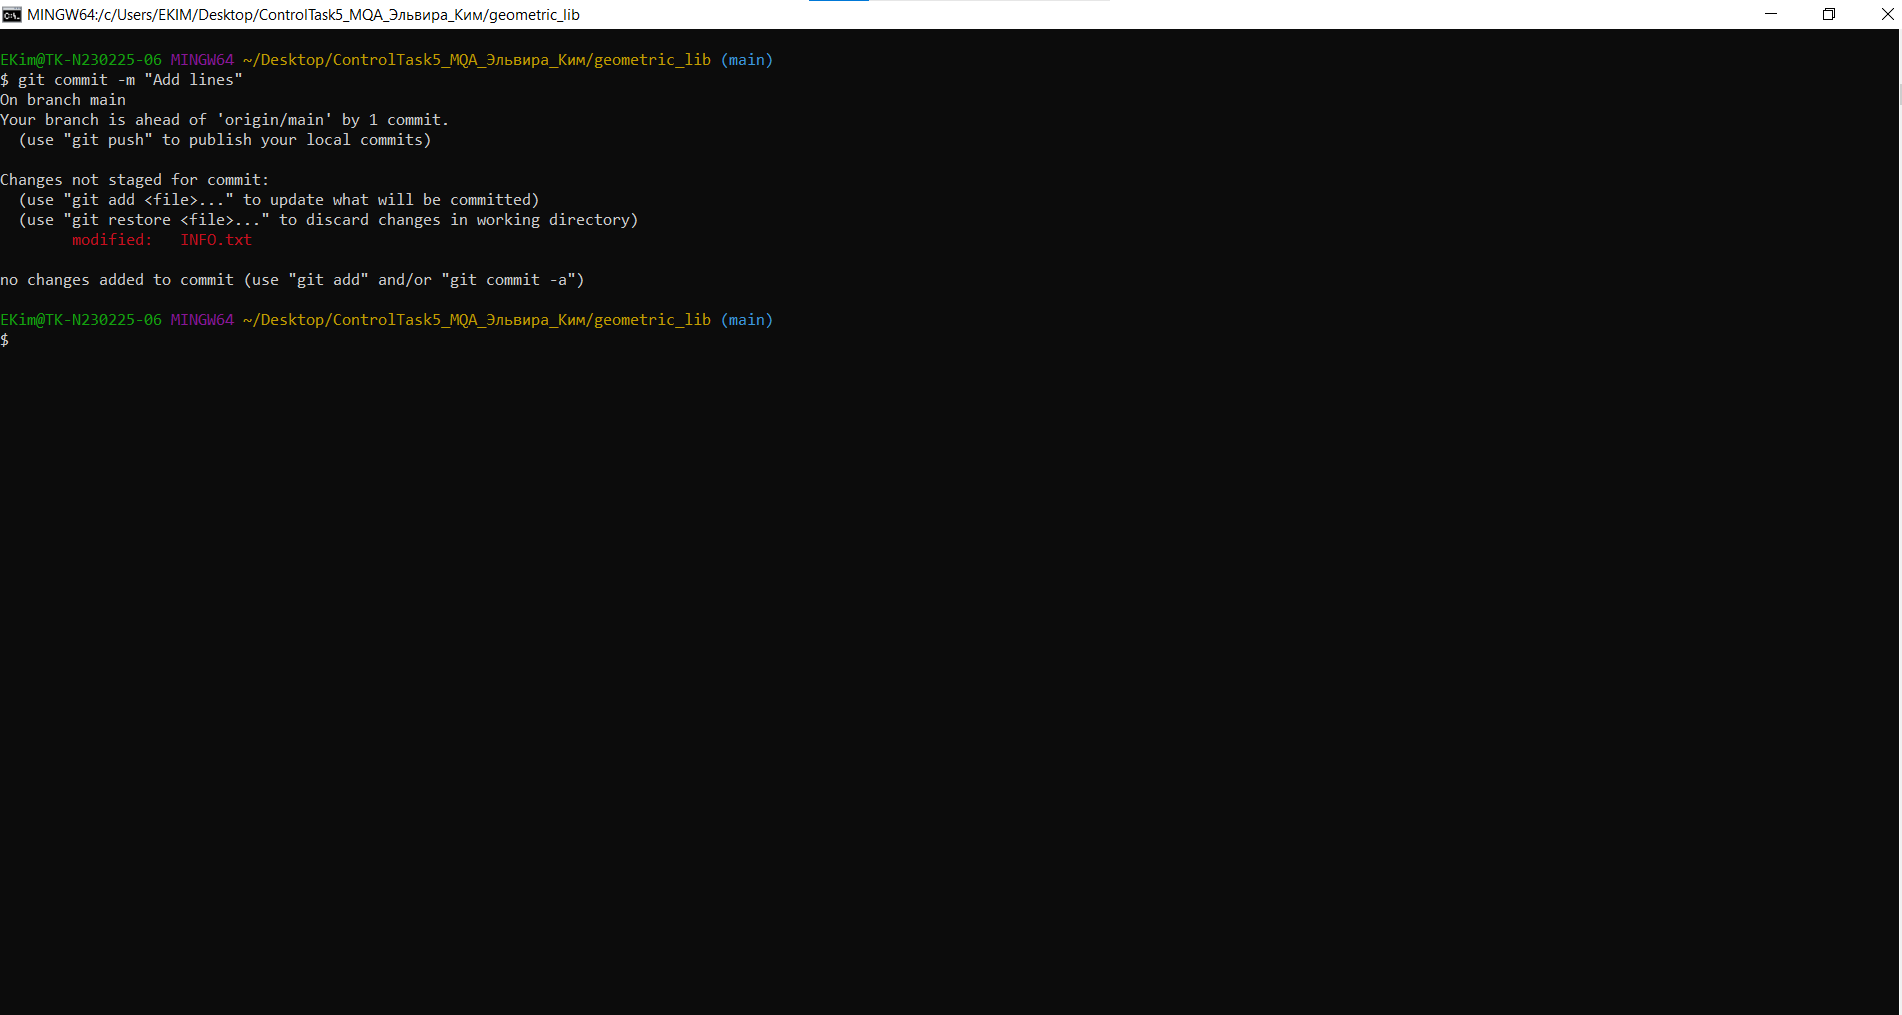 MINGW64:/c/Users/EKIM/Desktop/ControlTask5_MQA_Эльвира_Ким/geometric_lib
EKim@TK-N230225-06 MINGW64 ~/Desktop/ControlTask5_MQA_Эльвира_Ким/geometric_lib (main)
$ git commit -m "Add lines"
On branch main
Your branch is ahead of 'origin/main' by 1 commit.
  (use "git push" to publish your local commits)

Changes not staged for commit:
  (use "git add <file>..." to update what will be committed)
  (use "git restore <file>..." to discard changes in working directory)
        modified:   INFO.txt

no changes added to commit (use "git add" and/or "git commit -a")

EKim@TK-N230225-06 MINGW64 ~/Desktop/ControlTask5_MQA_Эльвира_Ким/geometric_lib (main)
$